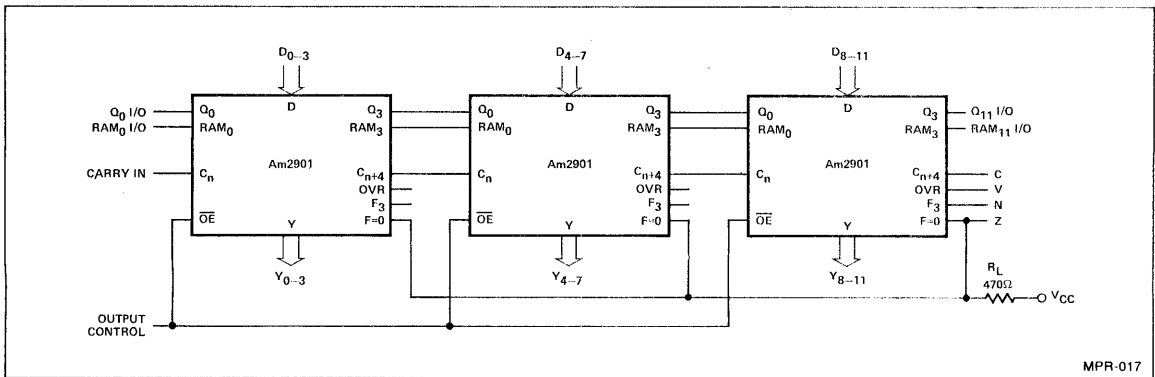 D0–3
D4–7
D8–11
Q0 I/O
Q0
D
Q3
Q0
D
Q3
Q0
D
Q3
Q11 I/O
RAM0 I/O
RAM0
RAM3
RAM0
RAM3
RAM0
RAM3
RAM11 I/O
Am2901
Am2901
Am2901
CARRY IN
Cn
Cn+4
Cn
Cn+4
Cn
Cn+4
C
OVR
OVR
OVR
V
F3
F3
F3
N
OE
Y
F=0
OE
Y
F=0
OE
Y
F=0
Z
Y0–3
Y4–7
Y8–11
RL
470Ω
VCC
OUTPUT
CONTROL
MPR-017